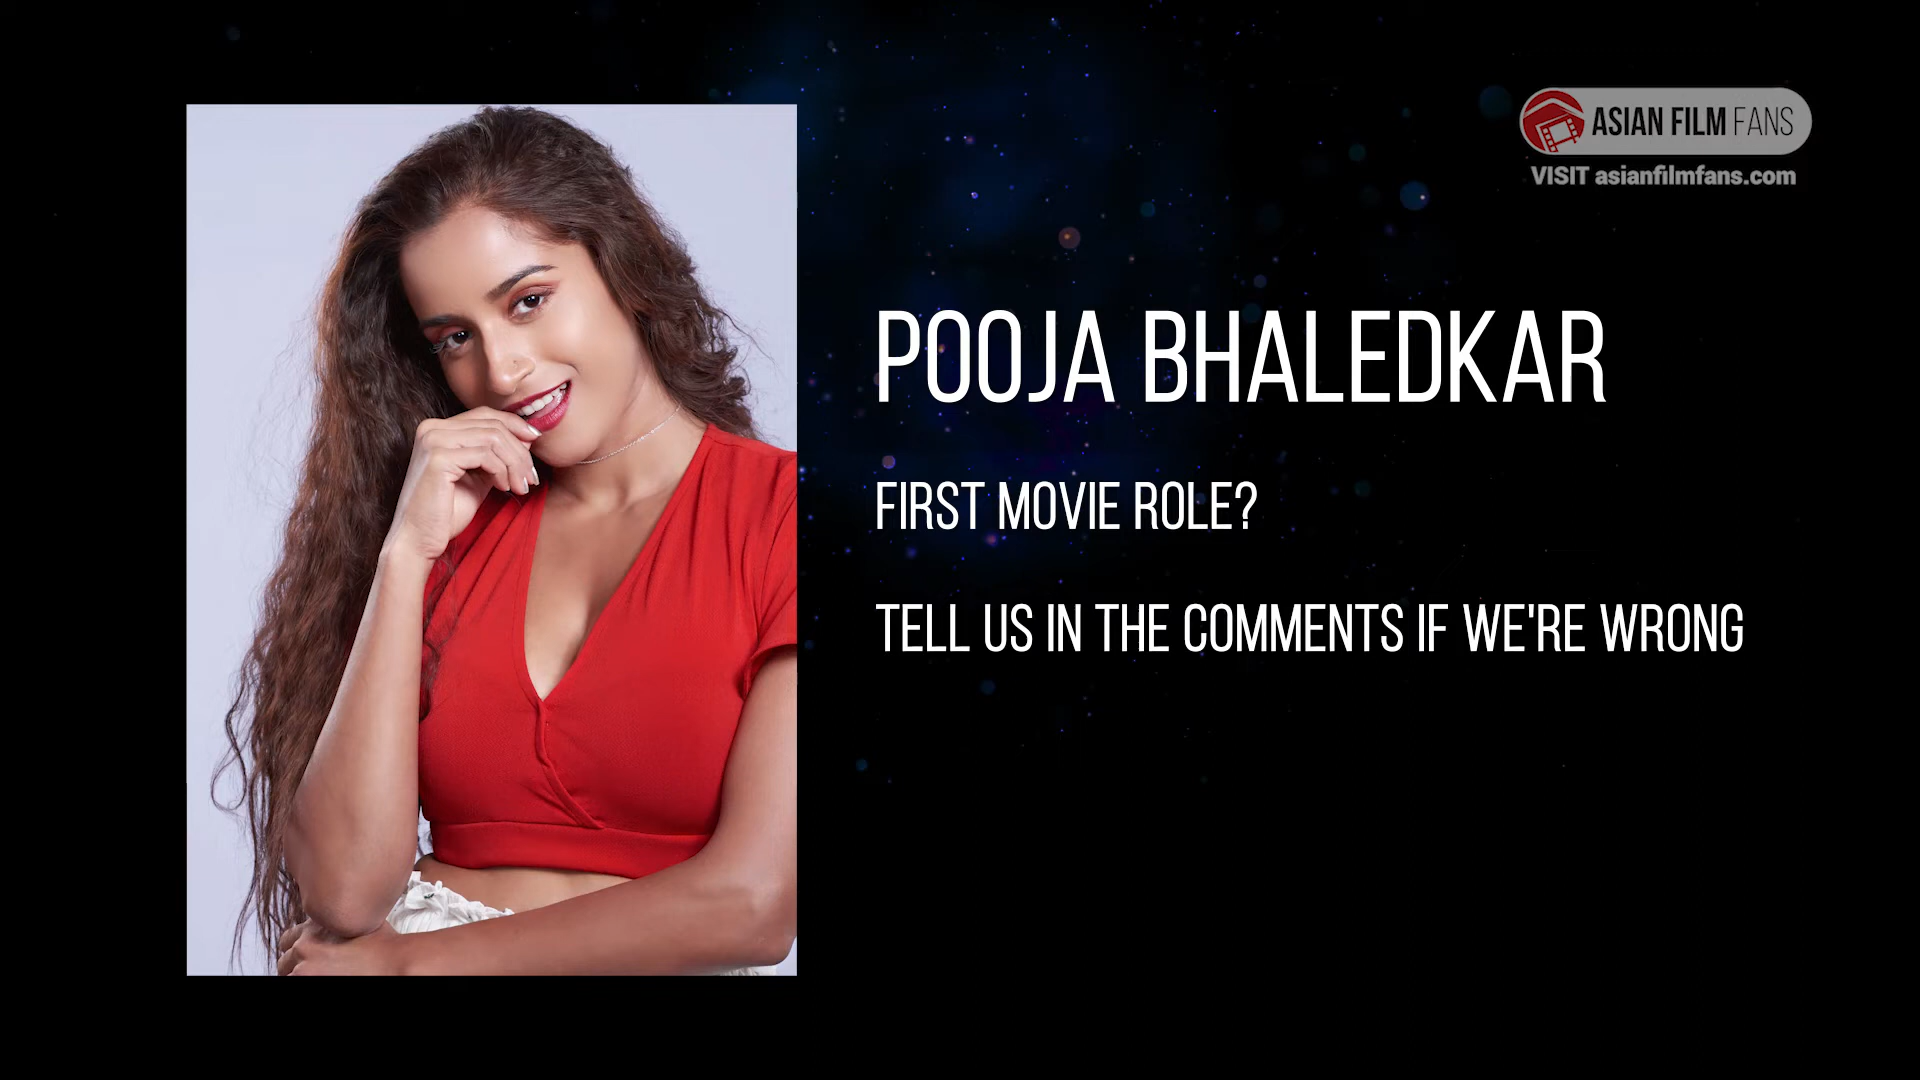 ASIAN FILM FANS
VISIT asianfilmfans.com
POOJA BHALEDKAR
FIRST MOVIE ROLE?
TELL US IN THE COMMENTS IF WE'RE WRONG